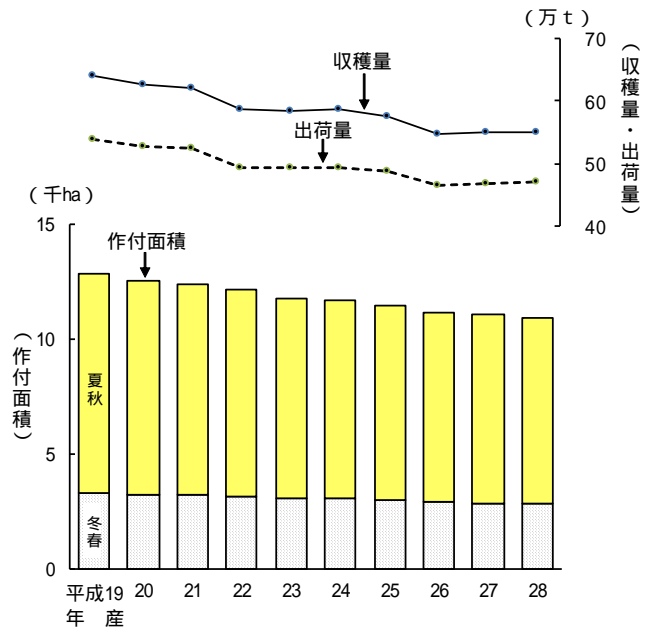 （万ｔ）
70
60
50
40
（収穫量・出荷量）
収穫量
出荷量
（千ha）
15
10
5
0
（作付面積）
作付面積
夏秋
冬春
平成19 20 21 22 23 24 25 26 27 28
年 産